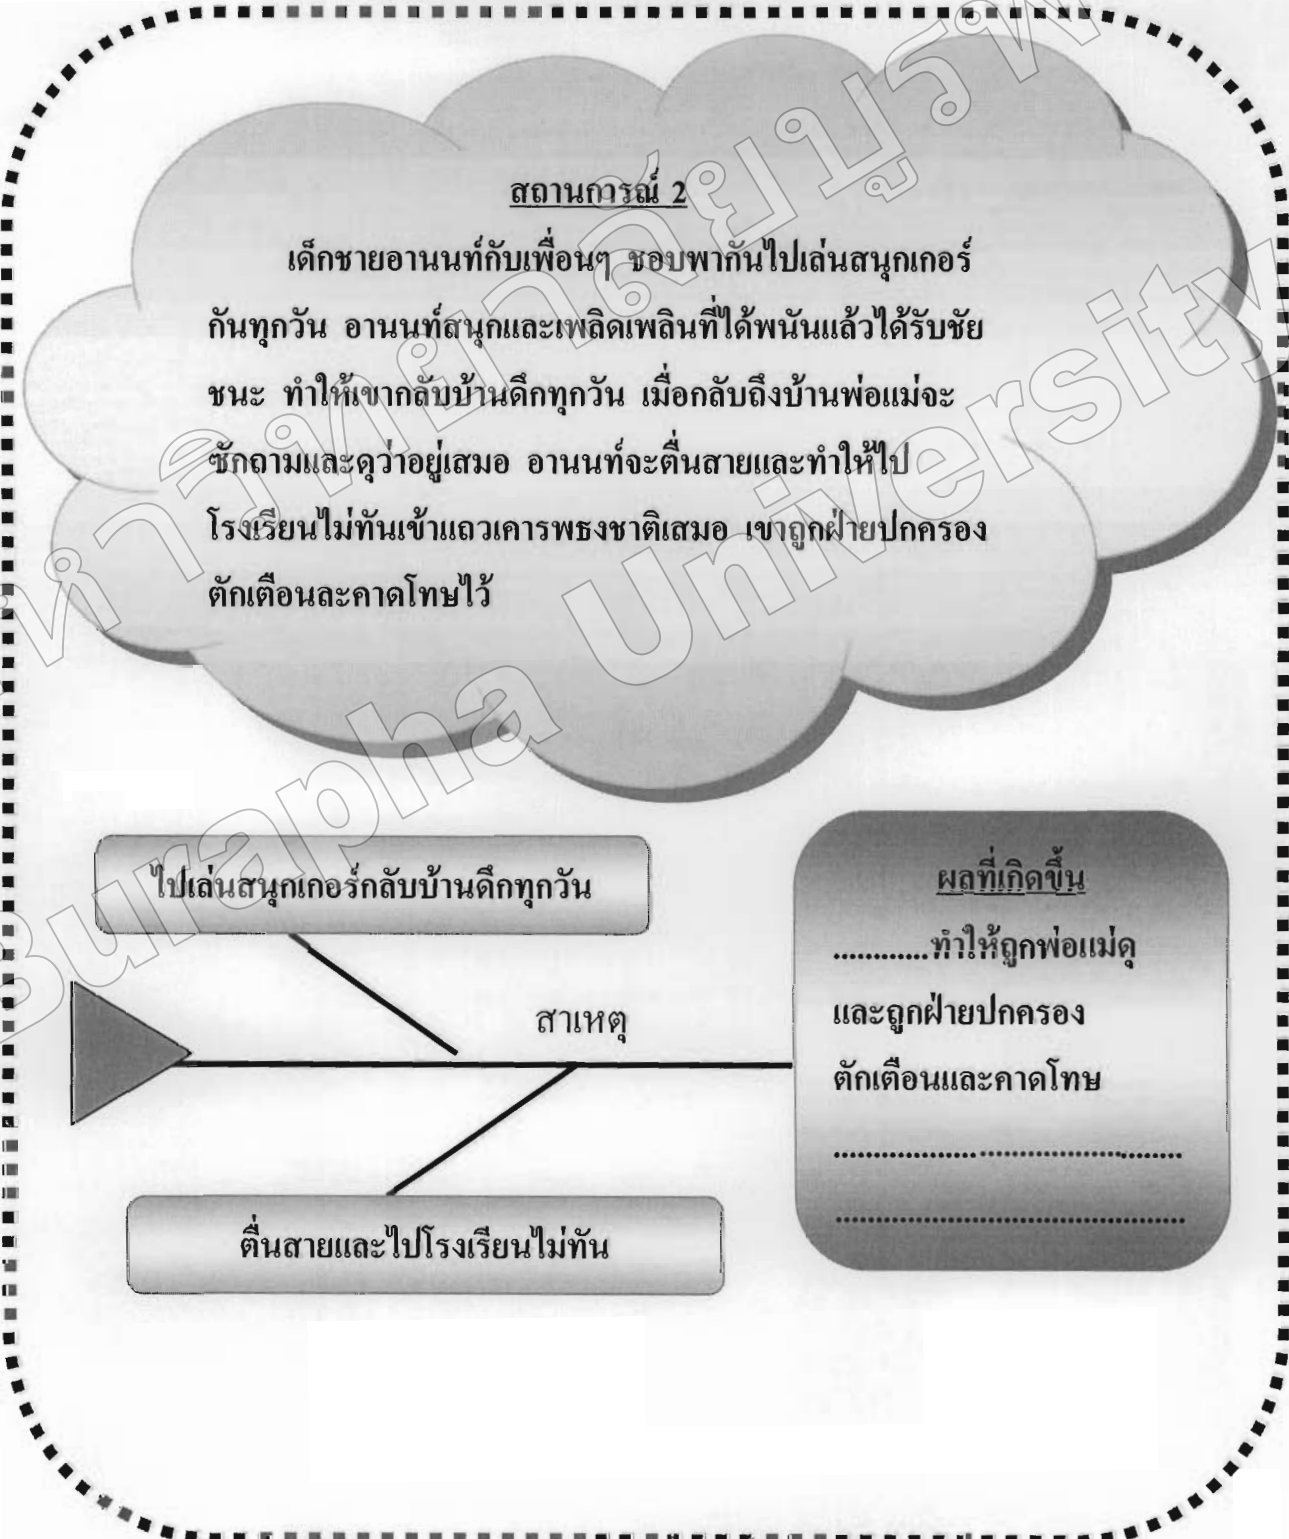 สถานการณ์ 2
เด็กชายอานนท์กับเพื่อนๆ ชอบพากันไปเล่นสนุกเกอร์
กันทุกวัน อานนท์สนุกและเพลิดเพลินที่ได้พนันแล้วได้รับชัย
ชนะ ทำให้เขากลับบ้านดึกทุกวัน เมื่อกลับถึงบ้านพ่อแม่จะ
ซักถามและดุว่าอยู่เสมอ อานนท์จะตื่นสายและทำให้ไป
โรงเรียนไม่ทันเข้าแถวเคารพธงชาติเสมอ เขาถูกฝ่ายปกครอง
ตักเตือนละคาดโทษไว้
ไปเล่นสนุกเกอร์กลับบ้านดึกทุกวัน
สาเหตุ
ตื่นสายและไปโรงเรียนไม่ทัน
ผลที่เกิดขึ้น
............ทำให้ถูกพ่อแม่ดุ
และถูกฝ่ายปกครอง
ตักเตือนและคาดโทษ
Burapha University